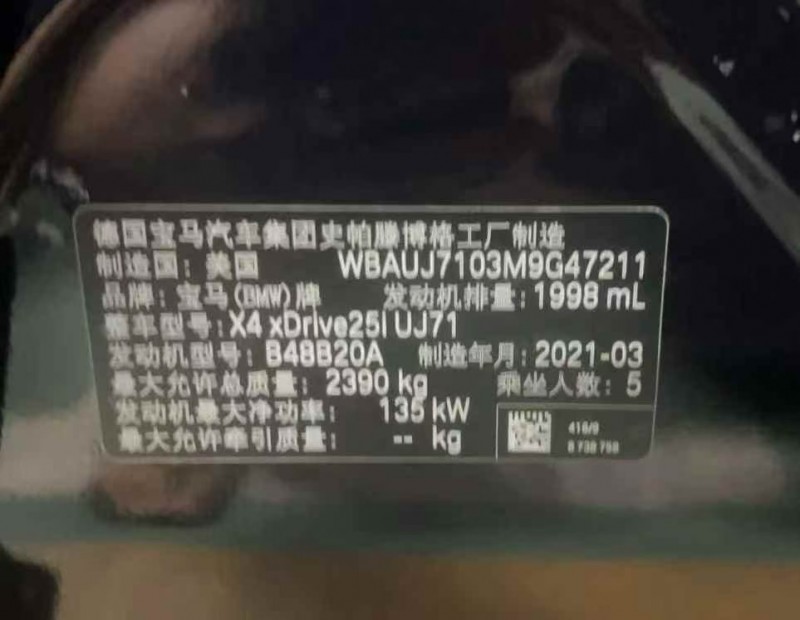 德国宝马汽车集团史帕滕博格工厂制造
制造国：美国 WBAUJ7103M9G47211
品牌：宝马(BMW)牌 发动机排量：1998 mL
整车型号：X4 xDrive25i UJ71
发动机型号：B48B20A 制造年月：2021-03
最大允许总质量：2390 kg 乘坐人数：5
发动机最大净功率：135 kW
最大允许牵引质量：-- kg